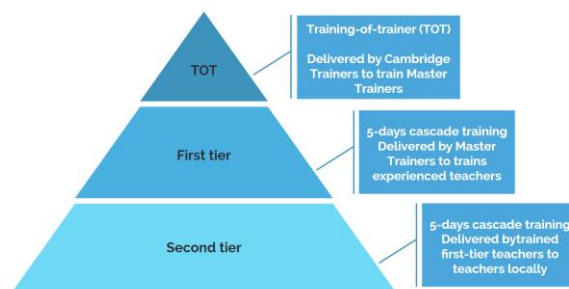 TOT
Training-of-trainer (TOT)
Delivered by Cambridge
Trainers to train Master
Trainers
First tier
5-days cascade training
Delivered by Master
Trainers to trains
experienced teachers
Second tier
5-days cascade training
Delivered bytrained
first-tier teachers to
teachers locally